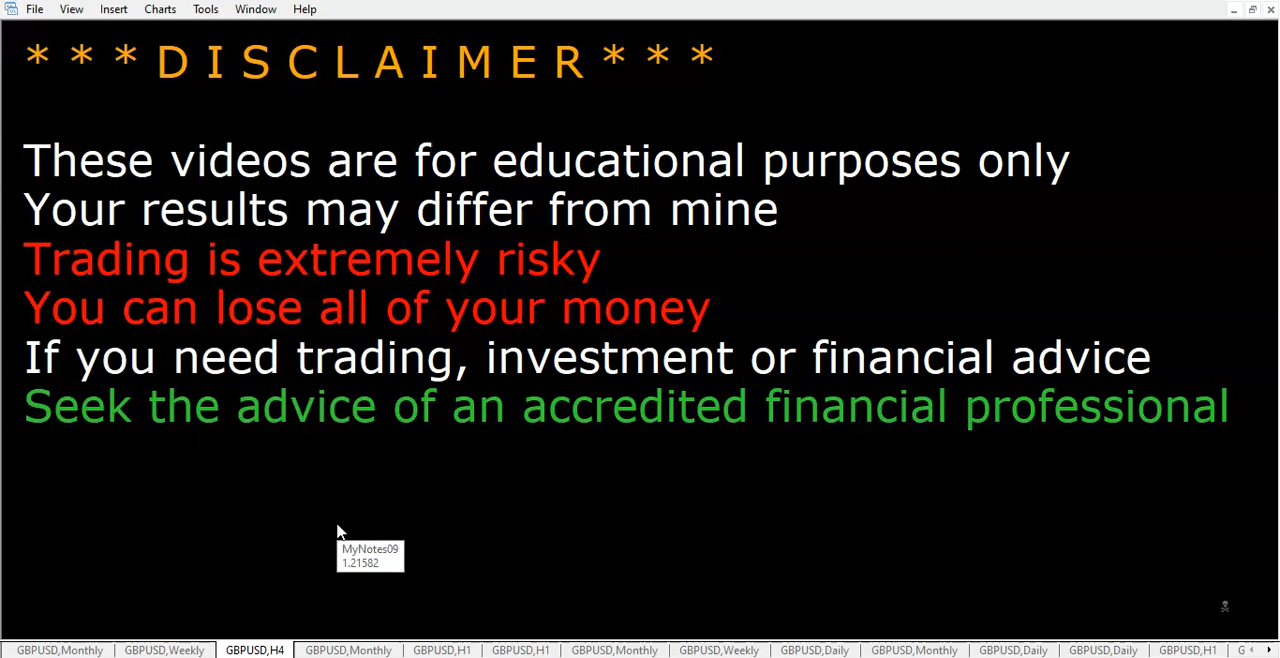 File View Insert Charts Tools Window Help
* * * D I S C L A I M E R * * *
These videos are for educational purposes only
Your results may differ from mine
Trading is extremely risky
You can lose all of your money
If you need trading, investment or financial advice
Seek the advice of an accredited financial professional
MyNotes09
1.21582
GBPUSD,Monthly GBPUSD,Weekly GBPUSD,H4 GBPUSD,Monthly GBPUSD,H1 GBPUSD,H1 GBPUSD,Monthly GBPUSD,Weekly GBPUSD,Daily GBPUSD,Monthly GBPUSD,Daily GBPUSD,Daily GBPUSD,H1 G